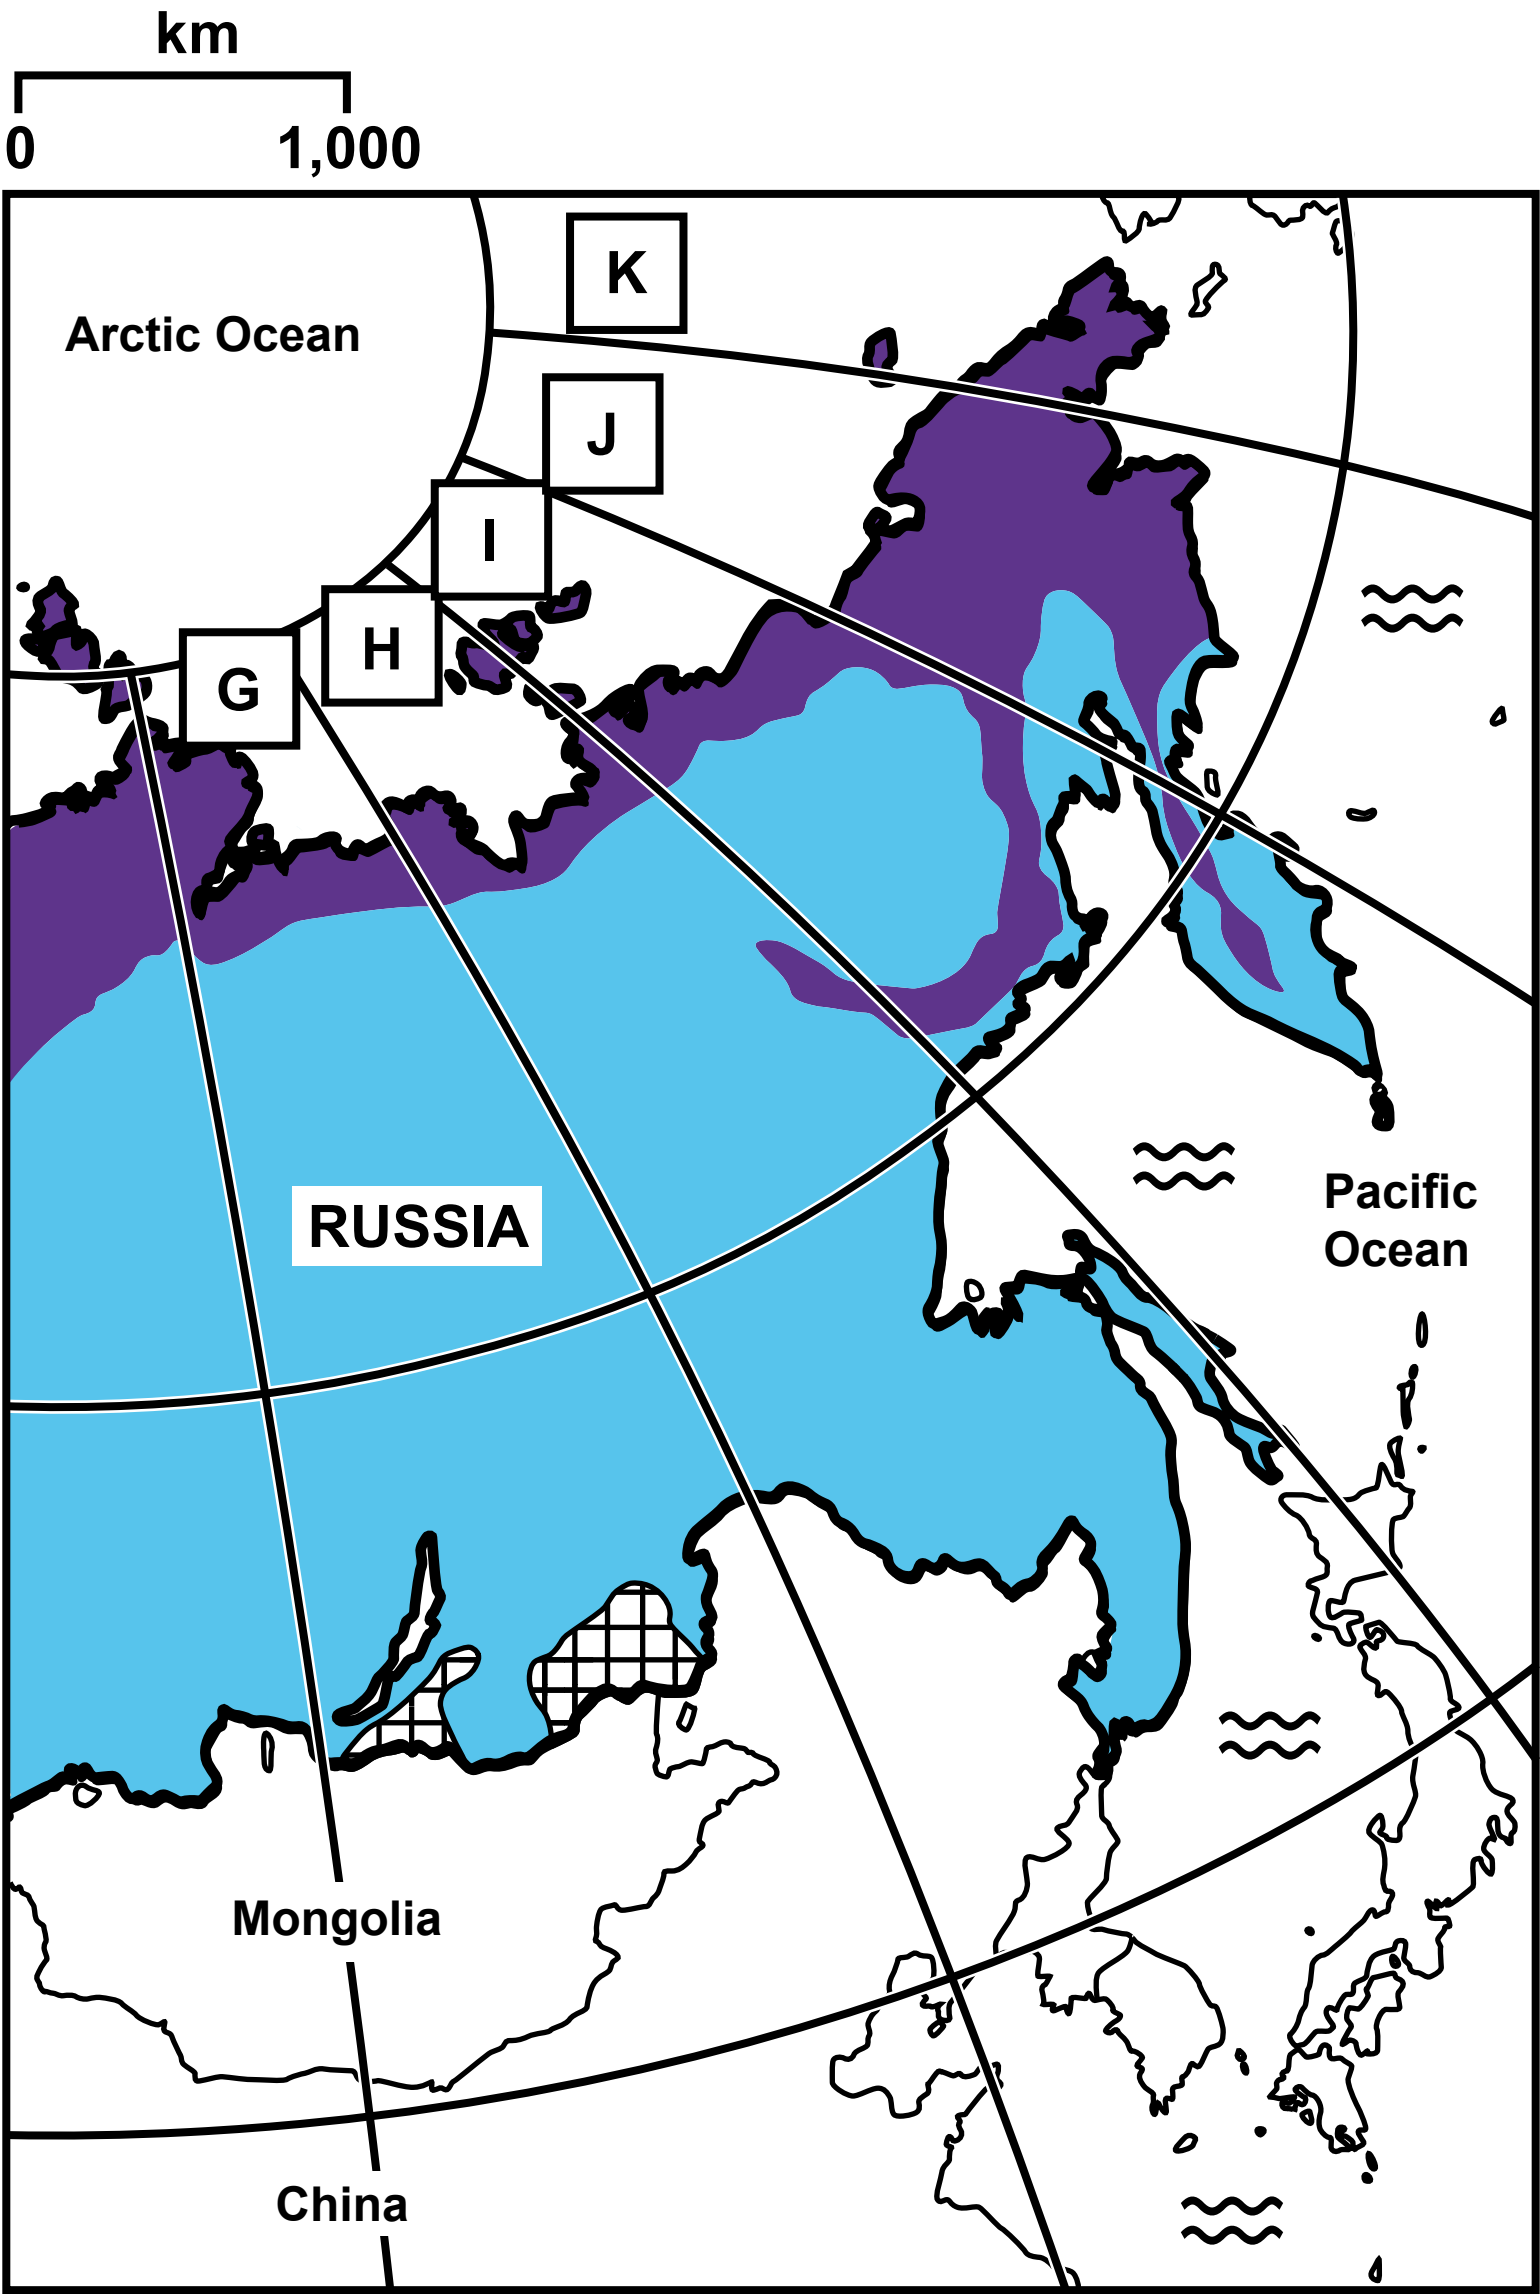 km
0 1,000
K
Arctic Ocean
J
I
H
G
RUSSIA
Pacific
Ocean
Mongolia
China